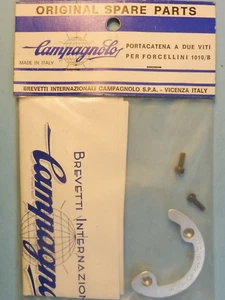 ORIGINAL SPARE PARTS
Campagnolo
MADE IN ITALY
PORTACATENA A DUE VITI
PER FORCELLINI 1010/B
BREVETTI INTERNAZIONALI CAMPAGNOLO S.P.A. - VICENZA ITALY
Campagnolo
BREVETTI INTERNAZION